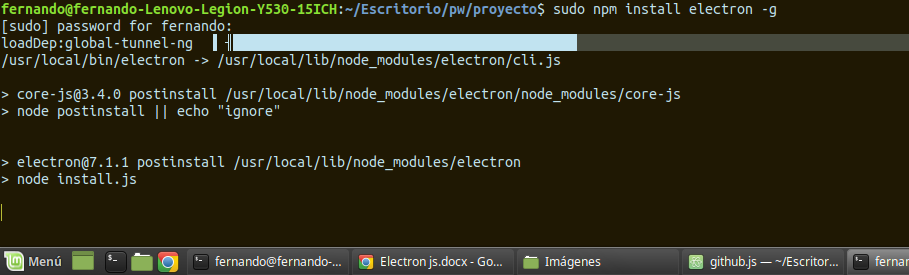 fernando@fernando-Lenovo-Legion-Y530-15ICH:~/Escritorio/pw/proyecto$ sudo npm install electron -g
[sudo] password for fernando:
loadDep:global-tunnel-ng
/usr/local/bin/electron -> /usr/local/lib/node_modules/electron/cli.js
> core-js@3.4.0 postinstall /usr/local/lib/node_modules/electron/node_modules/core-js
> node postinstall || echo "ignore"
> electron@7.1.1 postinstall /usr/local/lib/node_modules/electron
> node install.js
Menú
fernando@fernando-...
Electron js.docx - Go...
Imágenes
github.js — ~/Escritor...
fernan